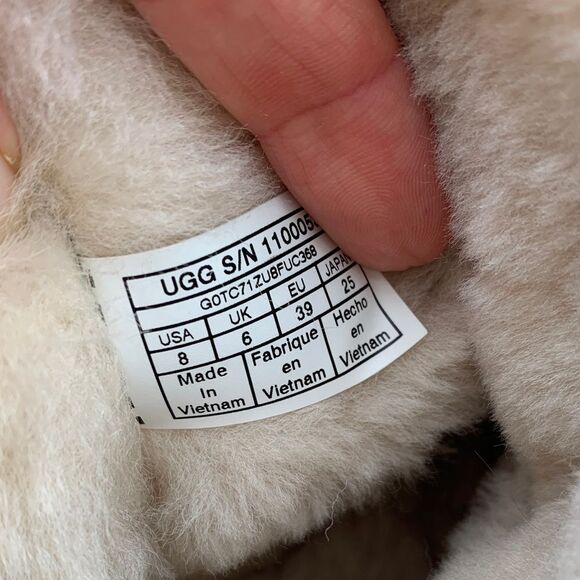 UGG S/N 110005
G0TC71ZU8FUC368
USA UK EU JAPAN
8 6 39 25
Made In Vietnam
Fabrique en Vietnam
Hecho en Vietnam